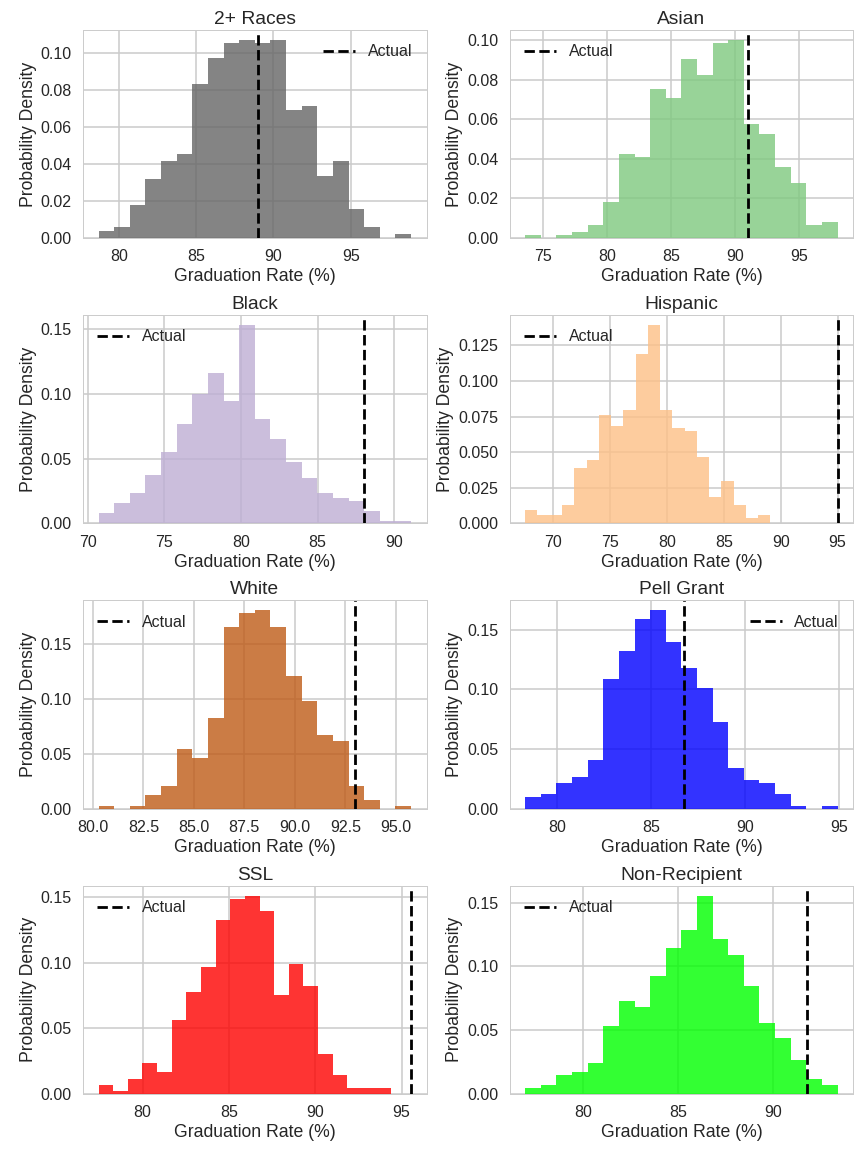 2+ Races
Probability Density
0.10
0.08
0.06
0.04
0.02
0.00
Actual
80
85
90
95
Graduation Rate (%)
Asian
Probability Density
0.10
0.08
0.06
0.04
0.02
0.00
Actual
75
80
85
90
95
Graduation Rate (%)
Black
Probability Density
0.15
0.10
0.05
0.00
Actual
70
75
80
85
90
Graduation Rate (%)
Hispanic
Probability Density
0.125
0.100
0.075
0.050
0.025
0.000
Actual
70
75
80
85
90
95
Graduation Rate (%)
White
Probability Density
0.15
0.10
0.05
0.00
Actual
80.0
82.5
85.0
87.5
90.0
92.5
95.0
Graduation Rate (%)
Pell Grant
Probability Density
0.15
0.10
0.05
0.00
Actual
80
85
90
95
Graduation Rate (%)
SSL
Probability Density
0.15
0.10
0.05
0.00
Actual
80
85
90
95
Graduation Rate (%)
Non-Recipient
Probability Density
0.15
0.10
0.05
0.00
Actual
80
85
90
Graduation Rate (%)